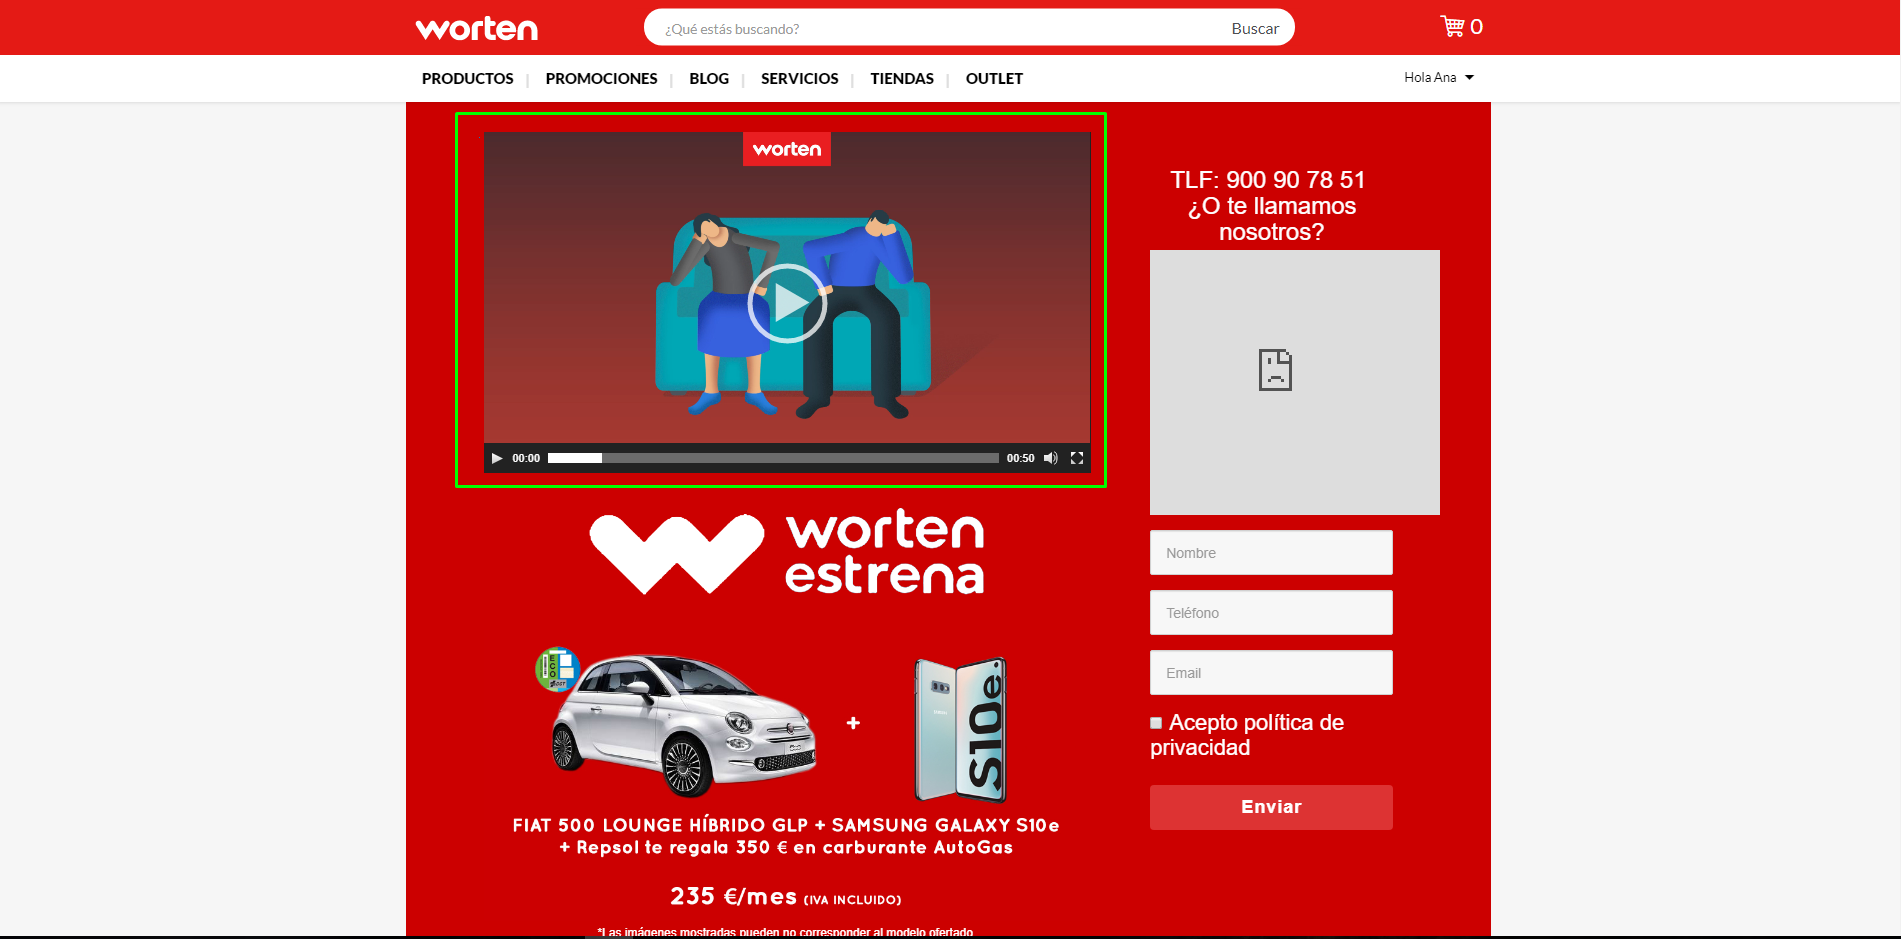 worten
¿Qué estás buscando?
Buscar
0
PRODUCTOS | PROMOCIONES | BLOG | SERVICIOS | TIENDAS | OUTLET
Hola Ana
worten
00:00
00:50
TLF: 900 90 78 51
¿O te llamamos
nosotros?
Nombre
Teléfono
Email
Acepto política de
privacidad
Enviar
worten
estrena
ECO
+
S10e
FIAT 500 LOUNGE HÍBRIDO GLP + SAMSUNG GALAXY S10e
+ Repsol te regala 350 € en carburante AutoGas
235 €/mes (IVA INCLUIDO)
*Las imágenes mostradas pueden no corresponder al modelo ofertado